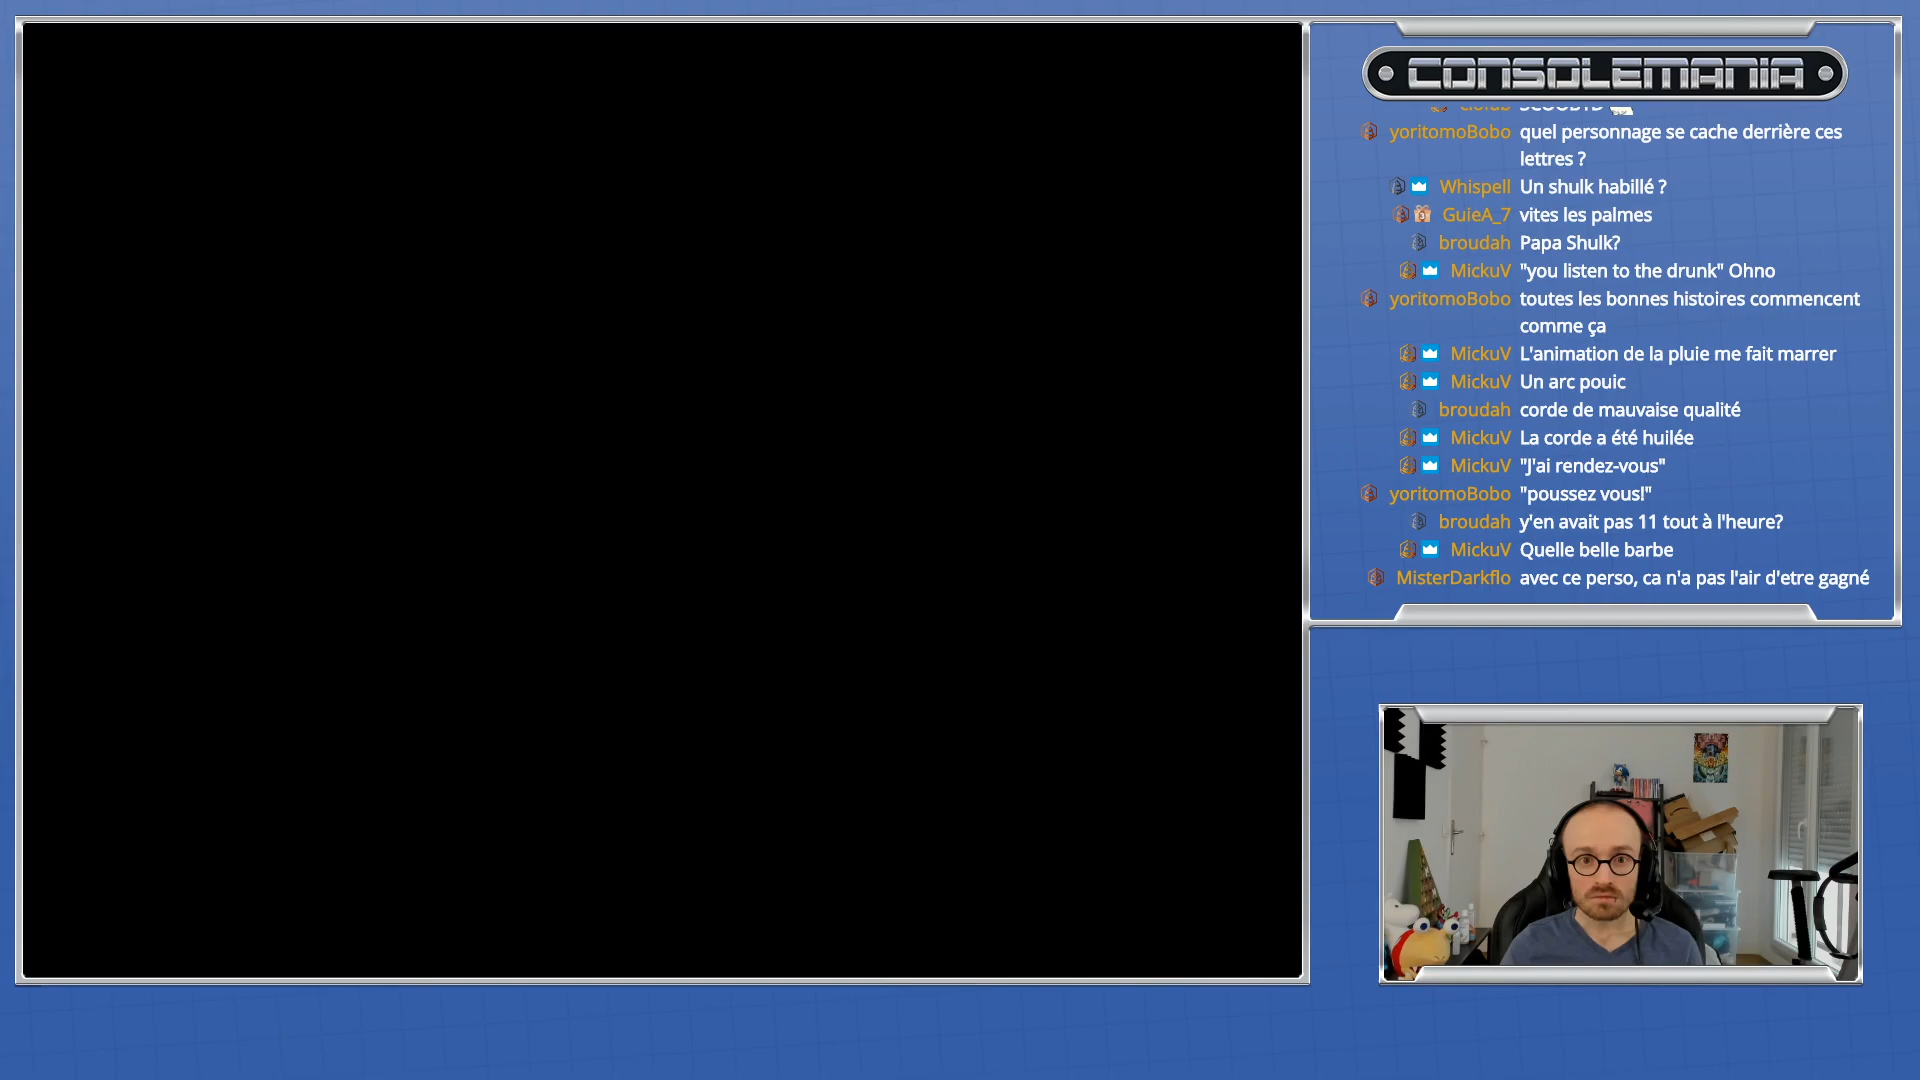 CONSOLEMANIA
yoritomoBobo quel personnage se cache derrière ces
lettres ?
Whispell Un shulk habillé ?
GuieA_7 vites les palmes
broudah Papa Shulk?
MickuV "you listen to the drunk" Ohno
yoritomoBobo toutes les bonnes histoires commencent
comme ça
MickuV L'animation de la pluie me fait marrer
MickuV Un arc pouic
broudah corde de mauvaise qualité
MickuV La corde a été huilée
MickuV "J'ai rendez-vous"
yoritomoBobo "poussez vous!"
broudah y'en avait pas 11 tout à l'heure?
MickuV Quelle belle barbe
MisterDarkflo avec ce perso, ca n'a pas l'air d'etre gagné